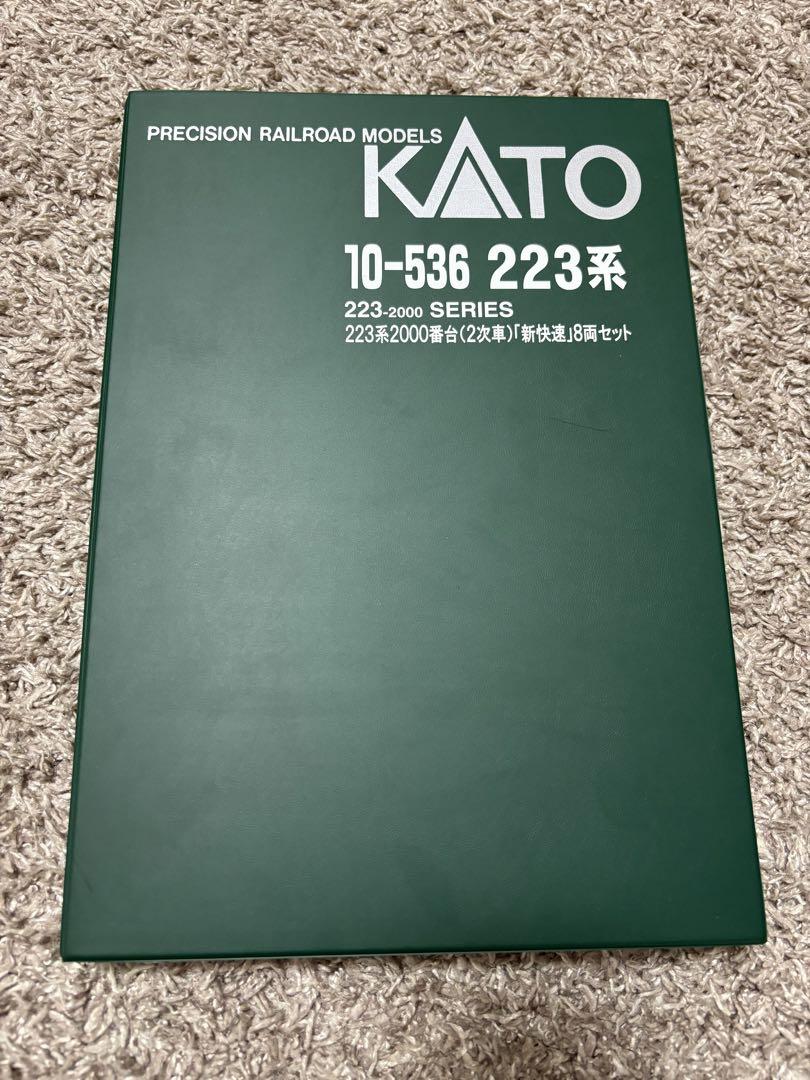 PRECISION RAILROAD MODELS
KATO
10-536 223系
223-2000 SERIES
223系2000番台(2次車)「新快速」8両セット